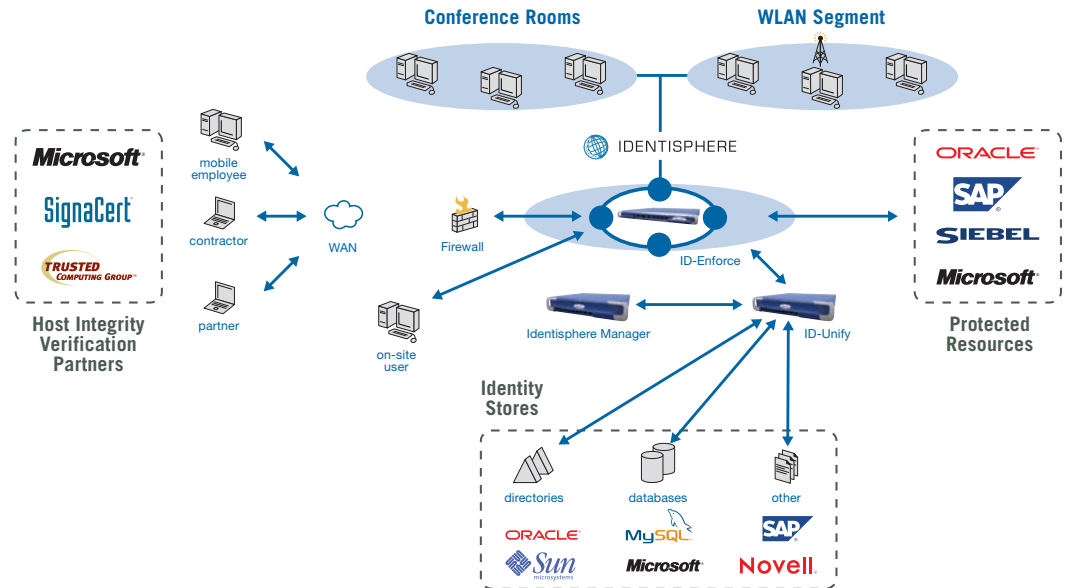 Conference Rooms
WLAN Segment
IDENTISPHERE
Microsoft®
SignaCert
TRUSTED
COMPUTING GROUP™
Host Integrity
Verification
Partners
mobile
employee
contractor
partner
WAN
Firewall
on-site
user
ID-Enforce
Identisphere Manager
ID-Unify
ORACLE®
SAP®
SIEBEL
Microsoft®
Protected
Resources
Identity
Stores
directories
databases
other
ORACLE®
MySQL™
SAP®
Sun
microsystems
Microsoft®
Novell®